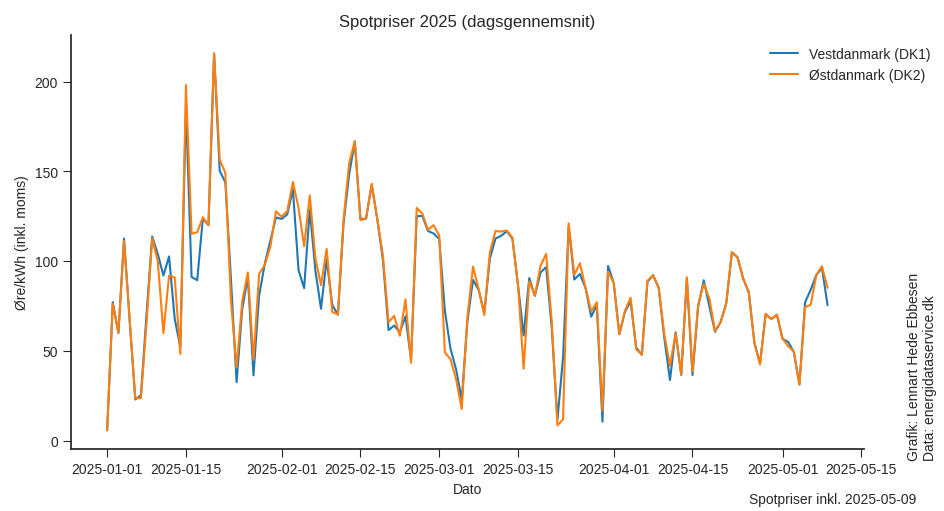 Spotpriser 2025 (dagsgennemsnit)
Vestdanmark (DK1)
Østdanmark (DK2)
Øre/kWh (inkl. moms)
200
150
100
50
0
2025-01-01
2025-01-15
2025-02-01
2025-02-15
2025-03-01
2025-03-15
2025-04-01
2025-04-15
2025-05-01
2025-05-15
Dato
Grafik: Lennart Hede Ebbesen
Data: energidataservice.dk
Spotpriser inkl. 2025-05-09